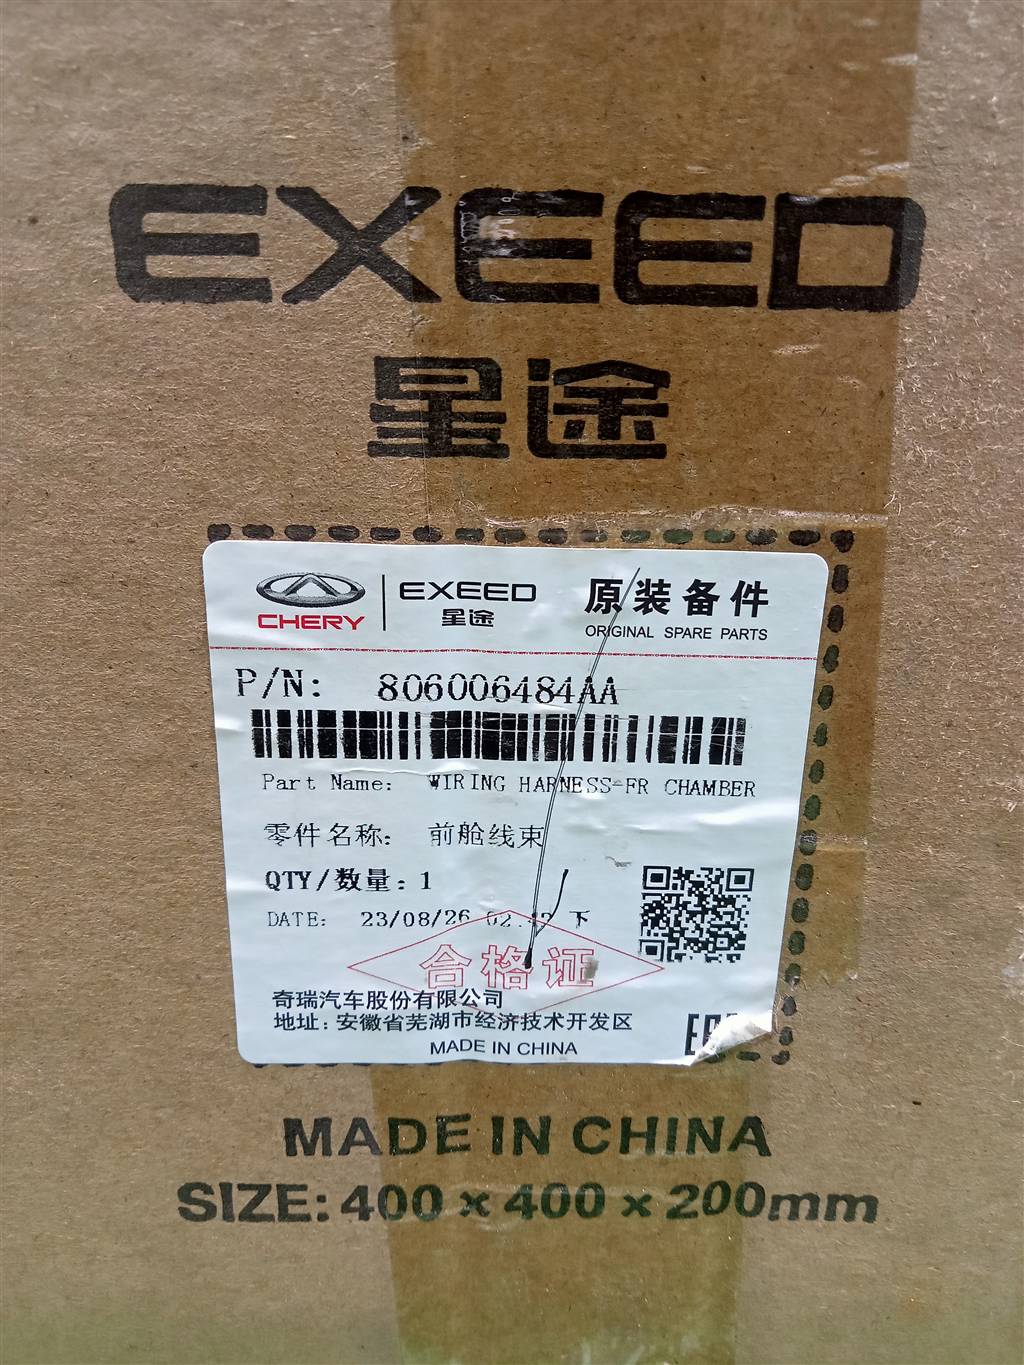 EXEED
星途
CHERY EXEED 星途 原装备件
ORIGINAL SPARE PARTS
P/N: 806006484AA
Part Name: WIRING HARNESS-FR CHAMBER
零件名称: 前舱线束
QTY/数量: 1
DATE: 23/08/26 02:42 下
合格证
奇瑞汽车股份有限公司
地址: 安徽省芜湖市经济技术开发区
MADE IN CHINA
MADE IN CHINA
SIZE: 400 x 400 x 200mm